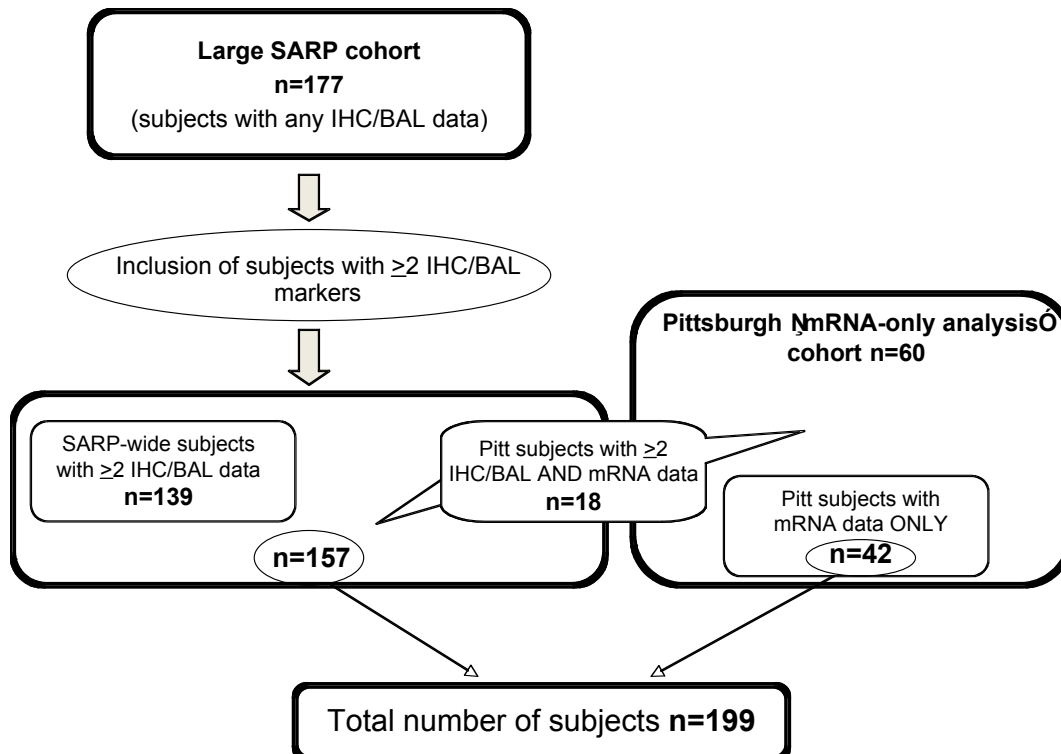 Large SARP cohort
n=177
(subjects with any IHC/BAL data)
Inclusion of subjects with ≥2 IHC/BAL
markers
Pittsburgh ŅmRNA-only analysisÓ
cohort n=60
SARP-wide subjects
with ≥2 IHC/BAL data
n=139
Pitt subjects with ≥2
IHC/BAL AND mRNA data
n=18
Pitt subjects with
mRNA data ONLY
n=42
n=157
Total number of subjects n=199